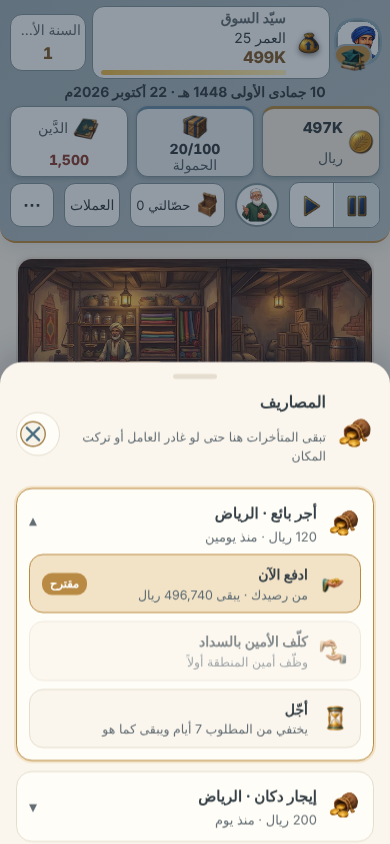 سيّد السوق
العمر 25
499K
السنة الأ...
1
10 جمادى الأولى 1448 هـ · 22 أكتوبر 2026م
497K
ريال
20/100
الحمولة
الدَّين
1,500
حصّالتي 0
العملات
...
المصاريف
تبقى المتأخرات هنا حتى لو غادر العامل أو تركت
المكان
أجر بائع · الرياض
120 ريال · منذ يومين
ادفع الآن
من رصيدك · يبقى 496,740 ريال
مقترح
كلّف الأمين بالسداد
وظّف أمين المنطقة أولاً
أجّل
يختفي من المطلوب 7 أيام ويبقى كما هو
إيجار دكان · الرياض
200 ريال · منذ يوم